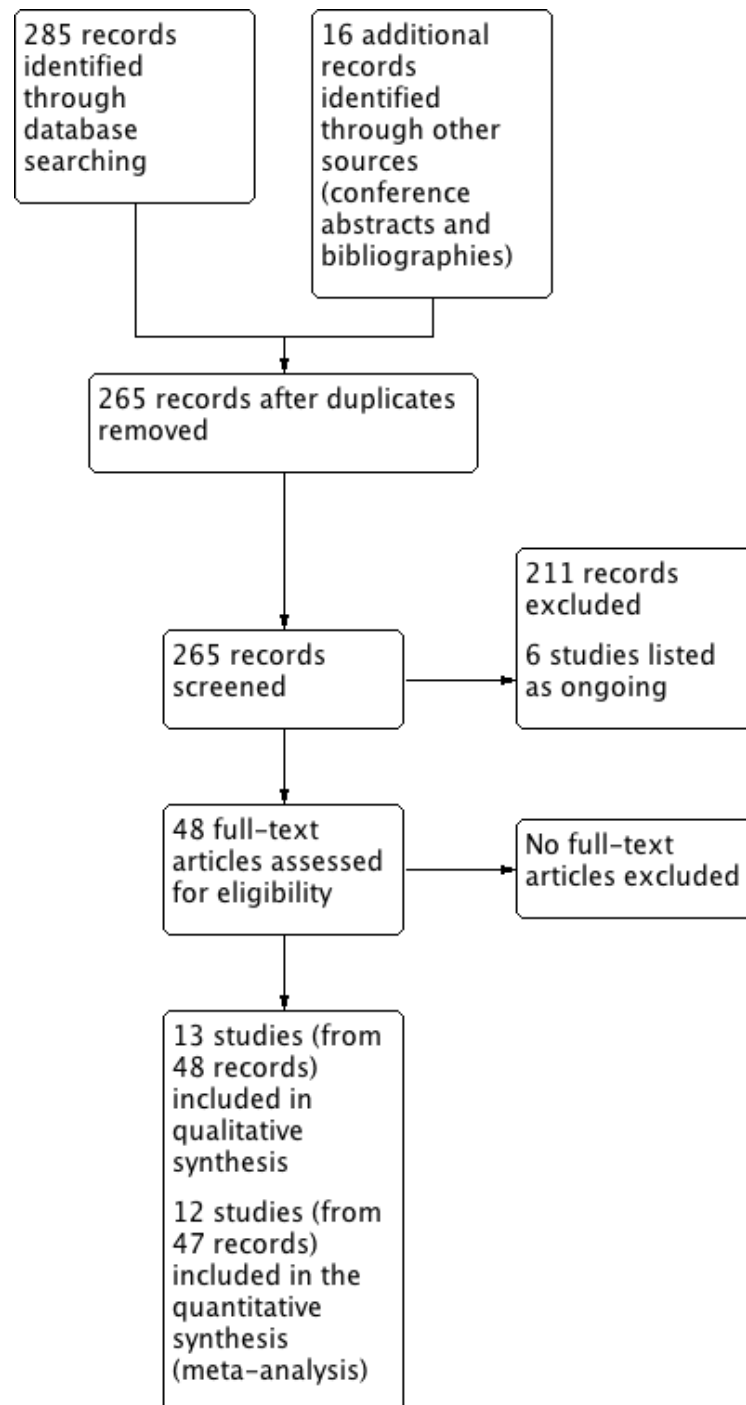 285 records
identified
through
database
searching
16 additional
records
identified
through other
sources
(conference
abstracts and
bibliographies)
265 records after duplicates
removed
265 records
screened
211 records
excluded
6 studies listed
as ongoing
48 full-text
articles assessed
for eligibility
No full-text
articles excluded
13 studies (from
48 records)
included in
qualitative
synthesis
12 studies (from
47 records)
included in the
quantitative
synthesis
(meta-analysis)